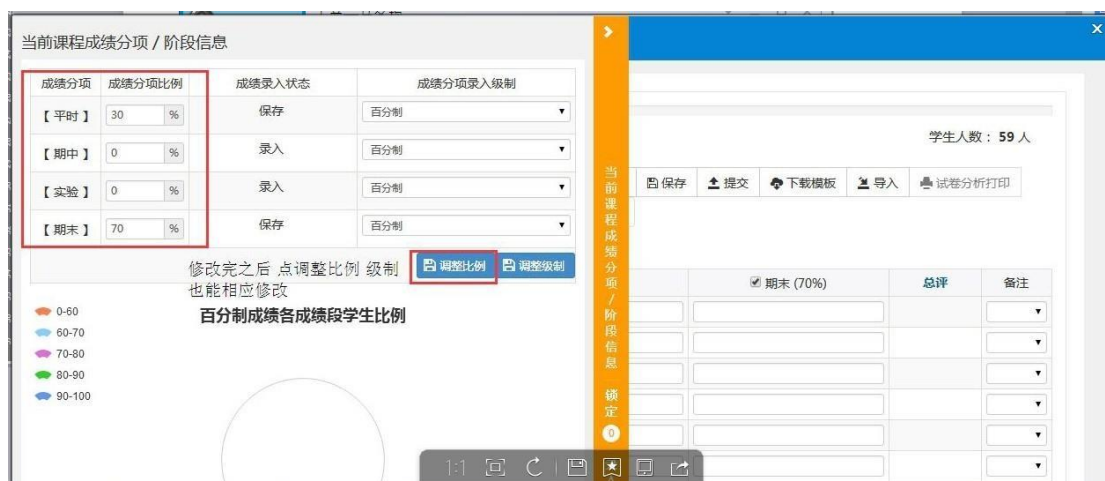 当前课程成绩分项 / 阶段信息
成绩分项 成绩分项比例 成绩录入状态 成绩分项录入级制
【 平时 】 30 % 保存 百分制
【 期中 】 0 % 录入 百分制
【 实验 】 0 % 录入 百分制
【 期末 】 70 % 保存 百分制
调整比例 调整级制
修改完之后 点调整比例 级制
也能相应修改
百分制成绩各成绩段学生比例
0-60
60-70
70-80
80-90
90-100
当前课程成绩分项/阶段信息 锁定 0
x
学生人数： 59 人
保存 提交 下载模板 导入 试卷分析打印
期末 (70%) 总评 备注
1:1